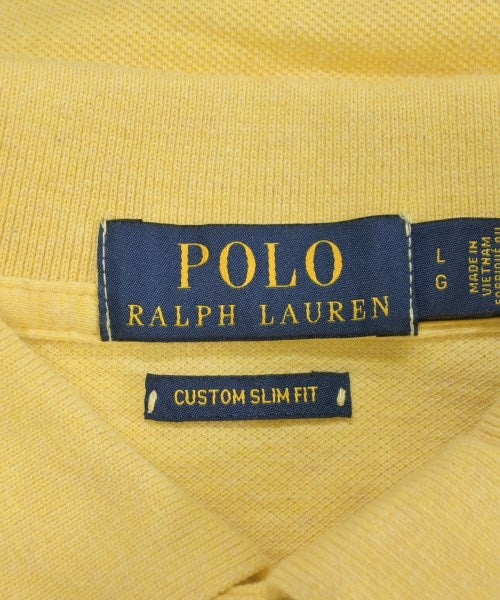 POLO
RALPH LAUREN
L
G
MADE IN
VIETNAM
CUSTOM SLIM FIT